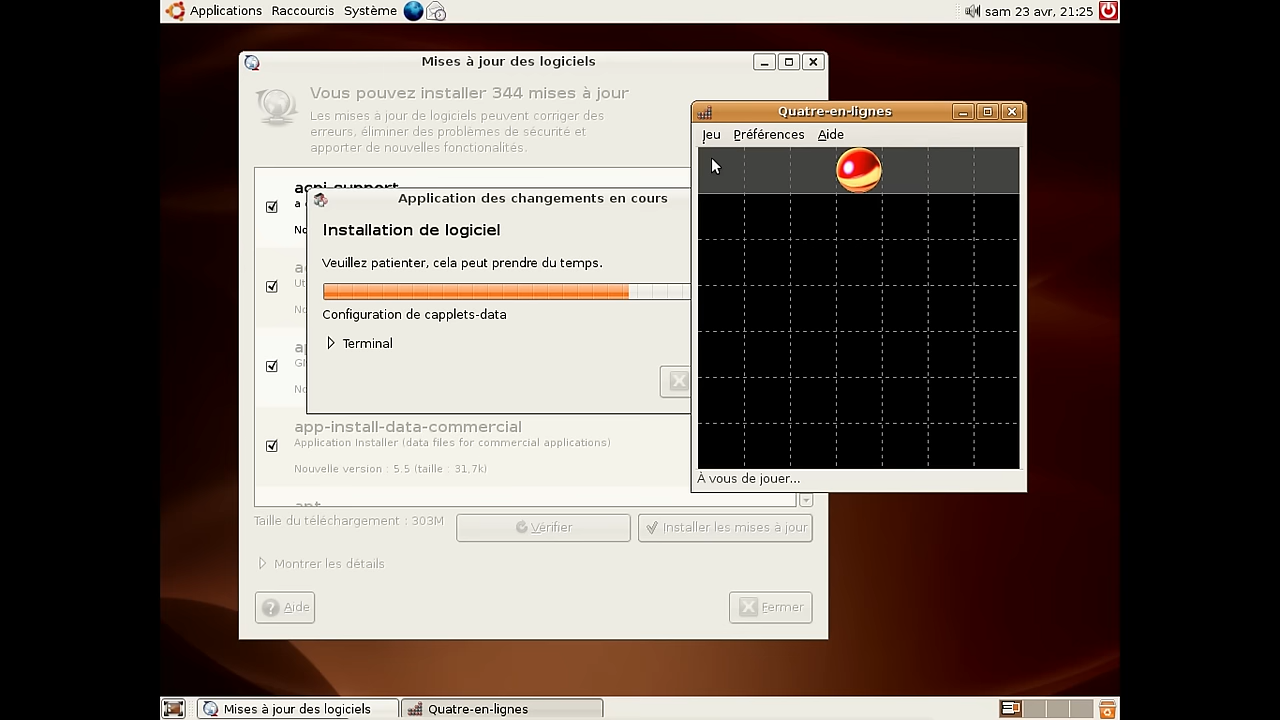 Applications Raccourcis Système
sam 23 avr, 21:25
Mises à jour des logiciels
Vous pouvez installer 344 mises à jour
Les mises à jour de logiciels peuvent corriger des
erreurs, éliminer des problèmes de sécurité et
apporter de nouvelles fonctionalités.
acpi-support
Application des changements en cours
Installation de logiciel
Veuillez patienter, cela peut prendre du temps.
Configuration de capplets-data
Terminal
app-install-data-commercial
Application Installer (data files for commercial applications)
Nouvelle version : 5.5 (taille : 31,7k)
apt
Taille du téléchargement : 303M
Vérifier
Installer les mises à jour
Montrer les détails
Aide
Fermer
Quatre-en-lignes
Jeu Préférences Aide
À vous de jouer...
Mises à jour des logiciels
Quatre-en-lignes